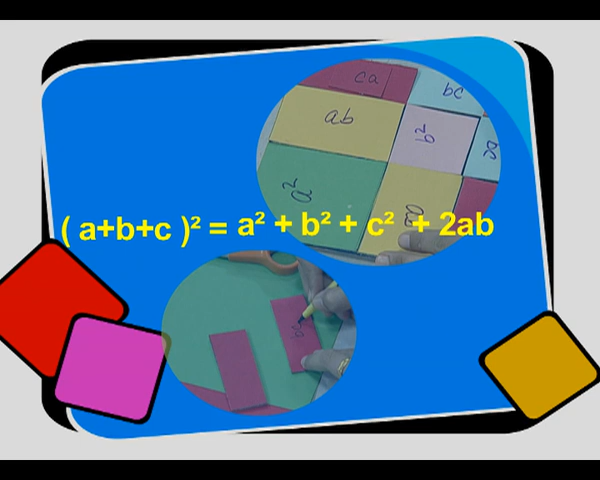 ca
bc
ab
b²
a²
( a+b+c )² = a² + b² + c² + 2ab